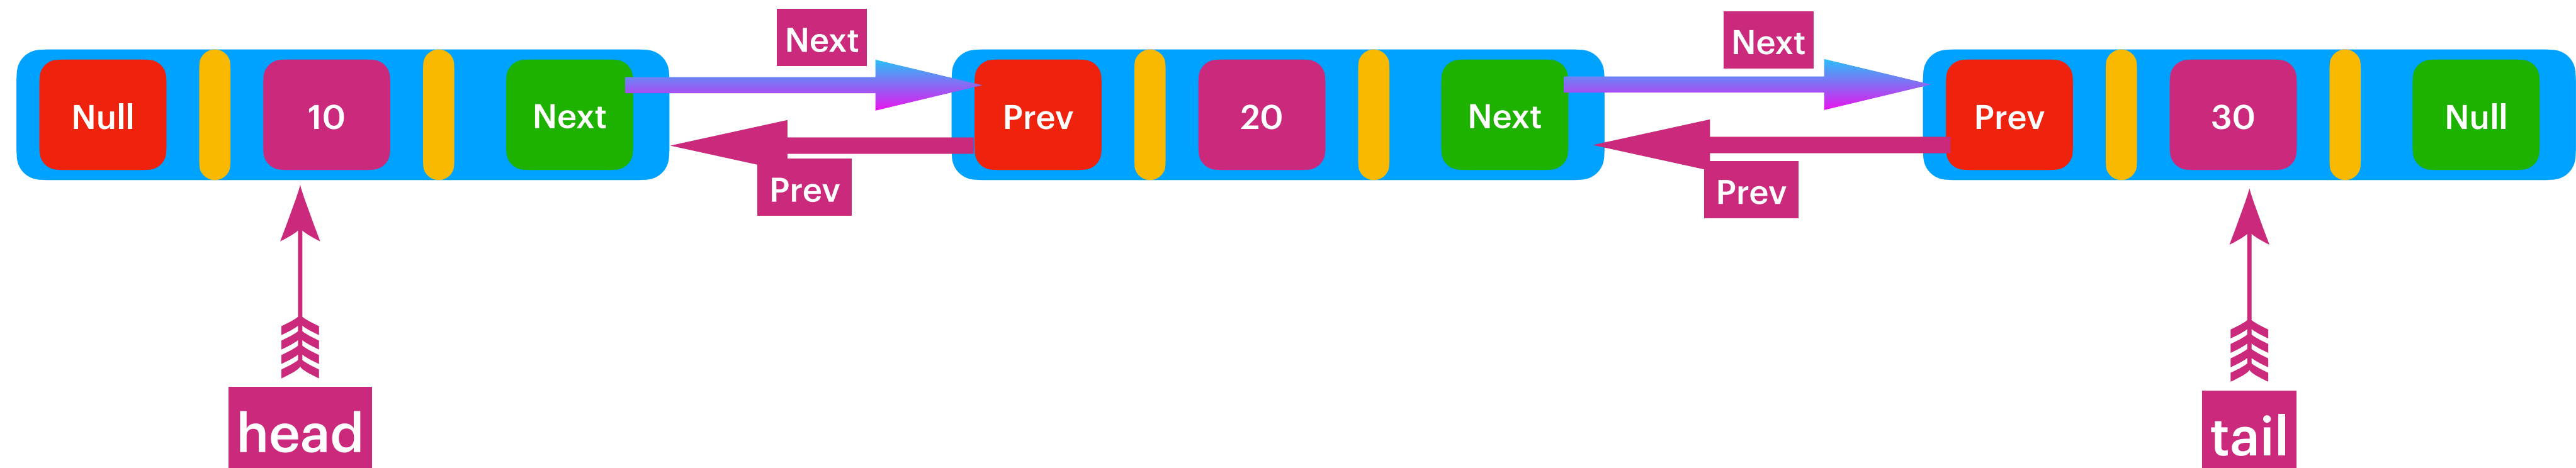 Next
Next
Null 10 Next
Prev 20 Next
Prev 30 Null
Prev
Prev
head
tail